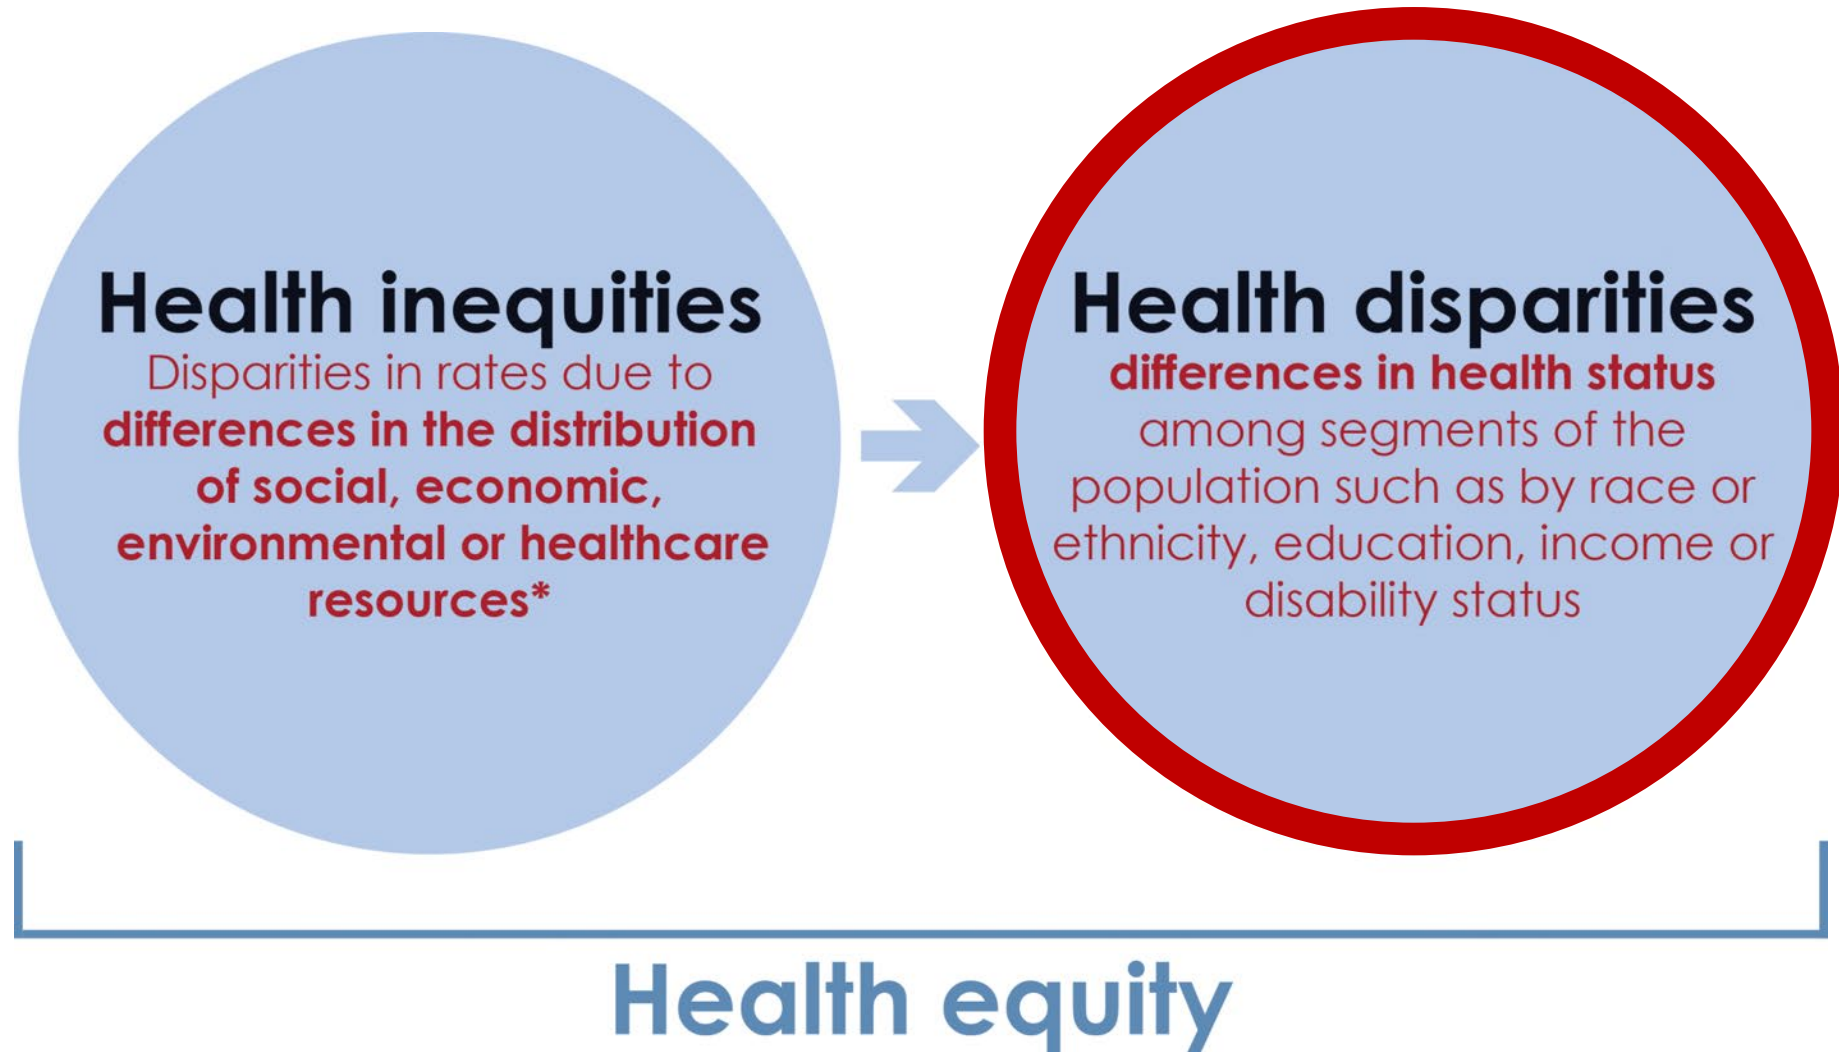 Health inequities
Disparities in rates due to
differences in the distribution
of social, economic,
environmental or healthcare
resources*
Health disparities
differences in health status
among segments of the
population such as by race or
ethnicity, education, income or
disability status
Health equity